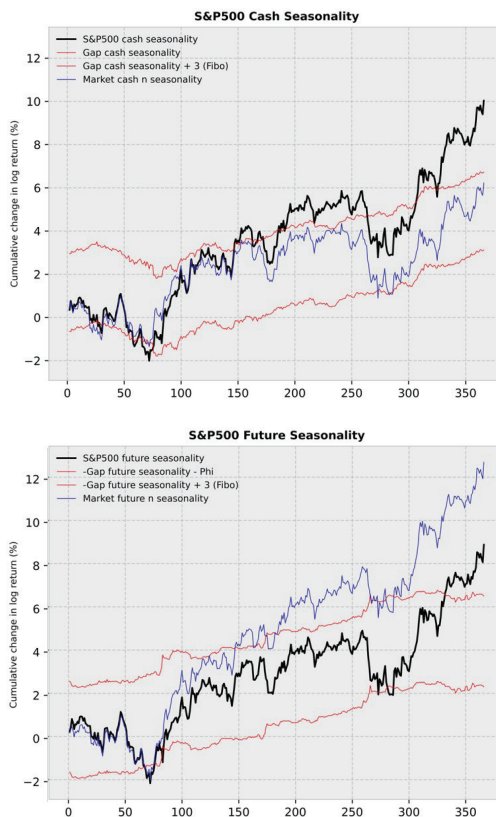 S&P500 Cash Seasonality
S&P500 cash seasonality
Gap cash seasonality
Gap cash seasonality + 3 (Fibo)
Market cash n seasonality
Cumulative change in log return (%)
12
10
8
6
4
2
0
−2
0 50 100 150 200 250 300 350
S&P500 Future Seasonality
S&P500 future seasonality
-Gap future seasonality - Phi
-Gap future seasonality + 3 (Fibo)
Market future n seasonality
Cumulative change in log return (%)
12
10
8
6
4
2
0
−2
0 50 100 150 200 250 300 350